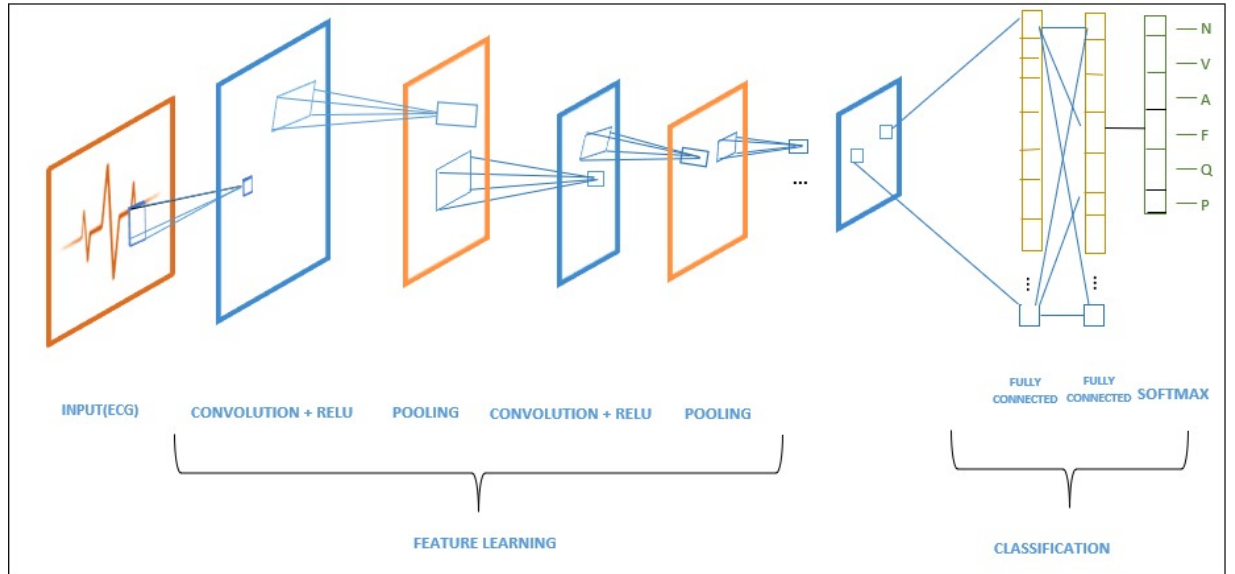 N
V
A
F
Q
P
...
...
...
INPUT(ECG)
CONVOLUTION + RELU
POOLING
CONVOLUTION + RELU
POOLING
FULLY
CONNECTED
FULLY
CONNECTED
SOFTMAX
FEATURE LEARNING
CLASSIFICATION